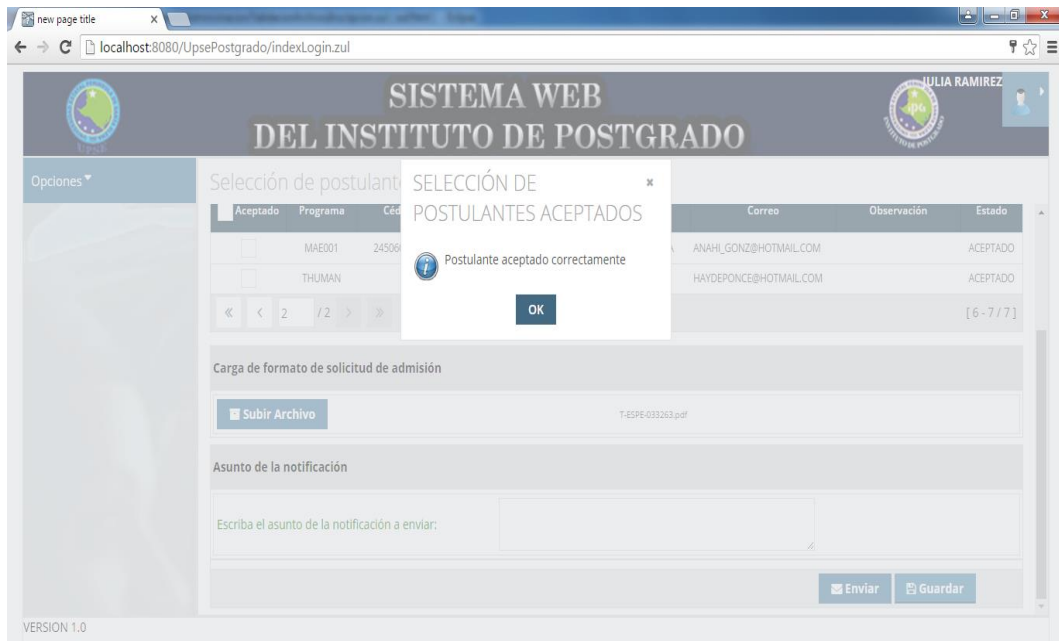 new page title
localhost:8080/UpsePostgrado/indexLogin.zul
SISTEMA WEB
DEL INSTITUTO DE POSTGRADO
JULIA RAMIREZ
UPSE
Opciones
Selección de postulant
SELECCIÓN DE
POSTULANTES ACEPTADOS
Aceptado Programa Céd Correo Observación Estado
MAE001 24506 ANAHI_GONZ@HOTMAIL.COM ACEPTADO
Postulante aceptado correctamente
THUMAN HAYDEPONCE@HOTMAIL.COM ACEPTADO
2 / 2 [ 6 - 7 / 7 ]
OK
Carga de formato de solicitud de admisión
Subir Archivo T-ESPE-033263.pdf
Asunto de la notificación
Escriba el asunto de la notificación a enviar:
Enviar Guardar
VERSION 1.0